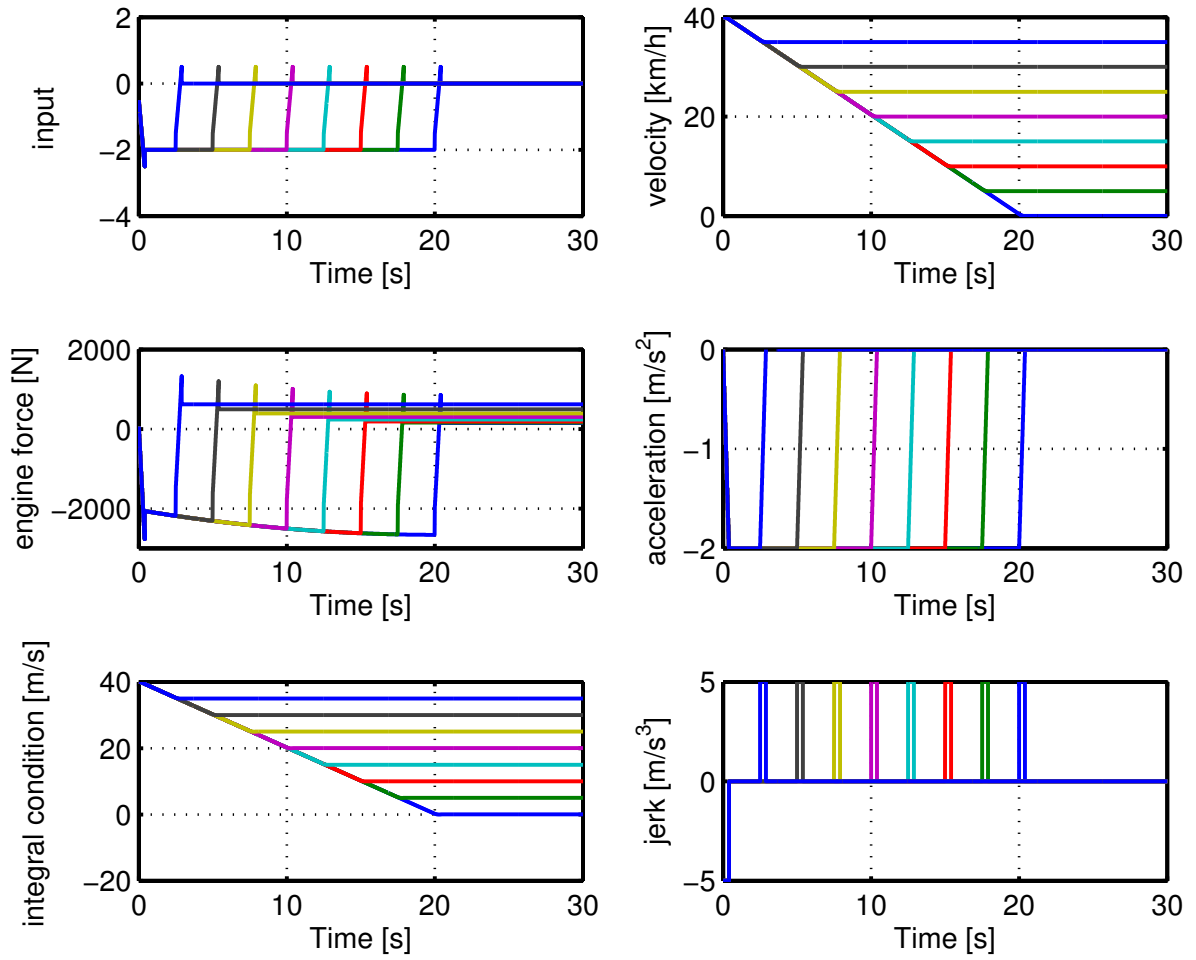 input
2
0
−2
−4
0 10 20 30
Time [s]
velocity [km/h]
40
20
0
0 10 20 30
Time [s]
engine force [N]
2000
0
−2000
0 10 20 30
Time [s]
acceleration [m/s²]
0
−1
−2
0 10 20 30
Time [s]
integral condition [m/s]
40
20
0
−20
0 10 20 30
Time [s]
jerk [m/s³]
5
0
−5
0 10 20 30
Time [s]